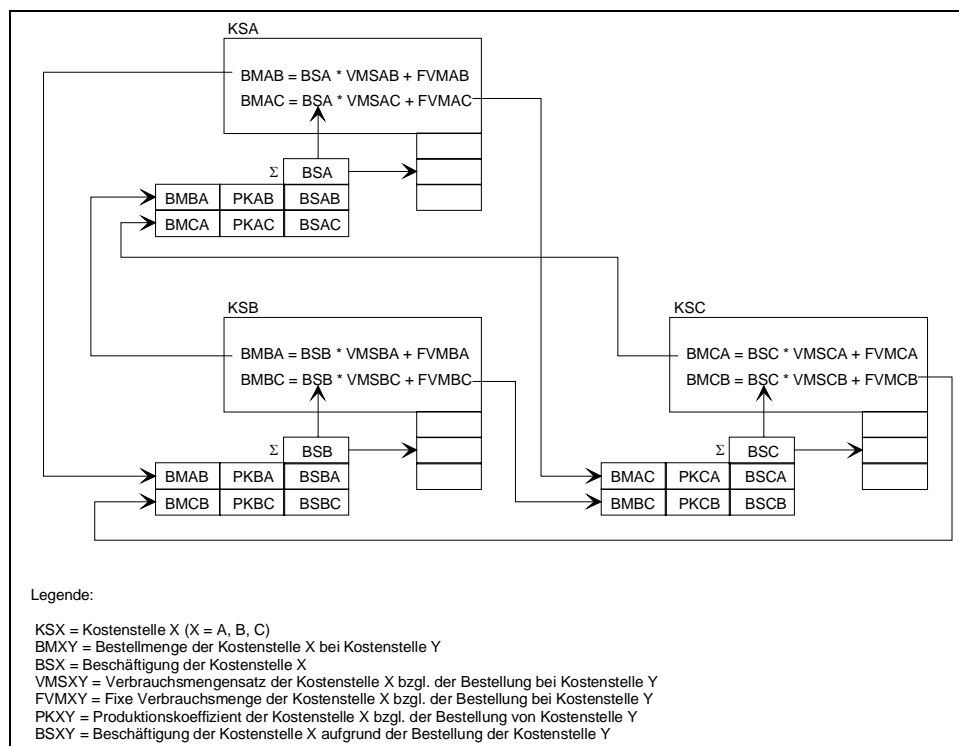 KSA
BMAB = BSA * VMSAB + FVMAB
BMAC = BSA * VMSAC + FVMAC
Σ BSA
BMBA PKAB BSAB
BMCA PKAC BSAC
KSB
BMBA = BSB * VMSBA + FVMBA
BMBC = BSB * VMSBC + FVMBC
Σ BSB
BMAB PKBA BSBA
BMCB PKBC BSBC
KSC
BMCA = BSC * VMSCA + FVMCA
BMCB = BSC * VMSCB + FVMCB
Σ BSC
BMAC PKCA BSCA
BMBC PKCB BSCB
Legende:
KSX = Kostenstelle X (X = A, B, C)
BMXY = Bestellmenge der Kostenstelle X bei Kostenstelle Y
BSX = Beschäftigung der Kostenstelle X
VMSXY = Verbrauchsmengensatz der Kostenstelle X bzgl. der Bestellung bei Kostenstelle Y
FVMXY = Fixe Verbrauchsmenge der Kostenstelle X bzgl. der Bestellung bei Kostenstelle Y
PKXY = Produktionskoeffizient der Kostenstelle X bzgl. der Bestellung von Kostenstelle Y
BSXY = Beschäftigung der Kostenstelle X aufgrund der Bestellung der Kostenstelle Y